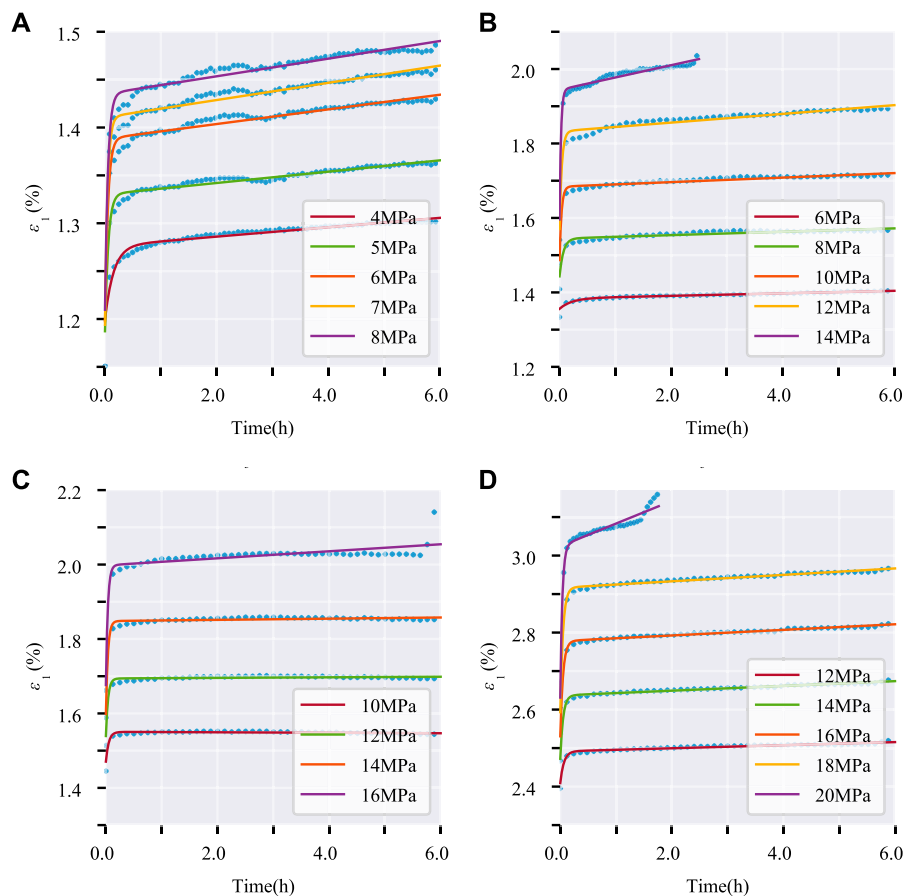 A
1.5
1.4
1.3
1.2
ε₁(%)
4MPa
5MPa
6MPa
7MPa
8MPa
0.0 2.0 4.0 6.0
Time(h)
B
2.0
1.8
1.6
1.4
1.2
ε₁(%)
6MPa
8MPa
10MPa
12MPa
14MPa
0.0 2.0 4.0 6.0
Time(h)
C
2.2
2.0
1.8
1.6
1.4
ε₁(%)
10MPa
12MPa
14MPa
16MPa
0.0 2.0 4.0 6.0
Time(h)
D
3.0
2.8
2.6
2.4
ε₁(%)
12MPa
14MPa
16MPa
18MPa
20MPa
0.0 2.0 4.0 6.0
Time(h)